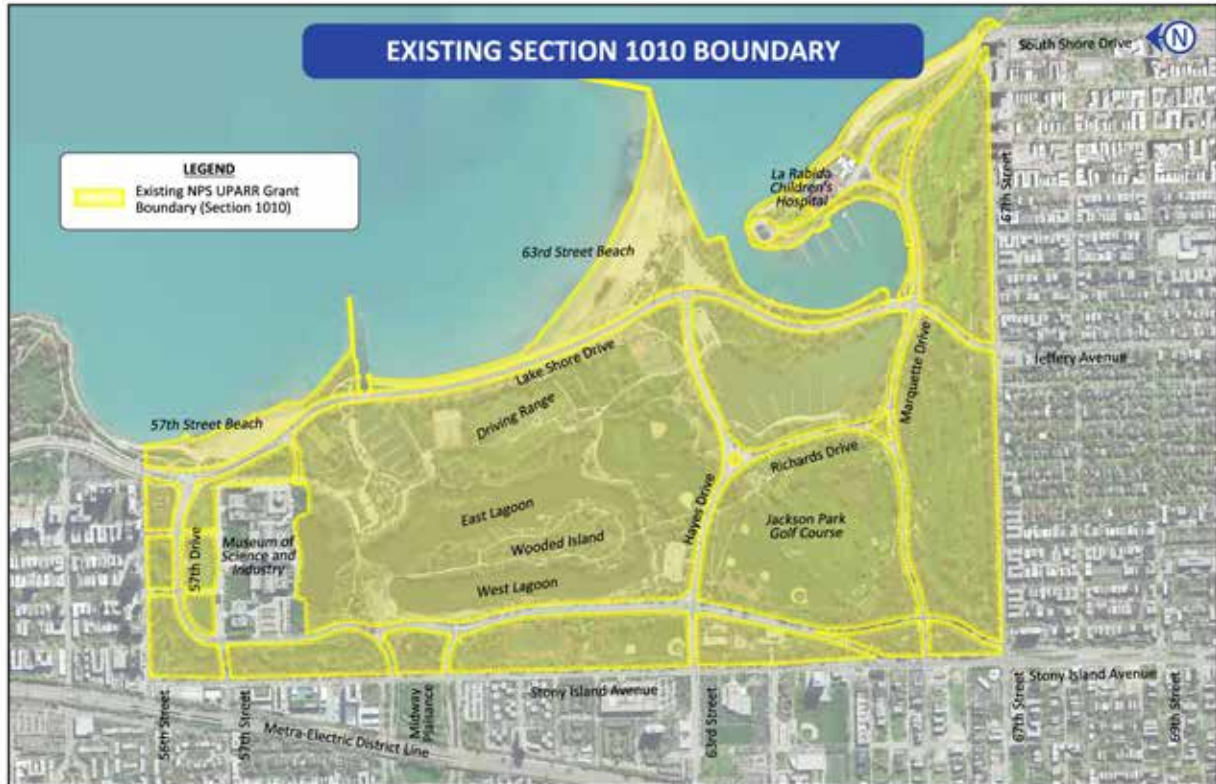 EXISTING SECTION 1010 BOUNDARY
South Shore Drive
N
LEGEND
Existing NPS UPARR Grant
Boundary (Section 1010)
La Rabida
Children's
Hospital
67th Street
63rd Street Beach
Jeffery Avenue
Lake Shore Drive
Marquette Drive
57th Street Beach
Driving Range
Richards Drive
East Lagoon
Hayes Drive
Jackson Park
Golf Course
57th Drive
Museum of
Science and
Industry
Wooded Island
West Lagoon
56th Street
57th Street
Midway
Plaisance
Stony Island Avenue
63rd Street
67th Street
Stony Island Avenue
69th Street
Metra Electric District Line